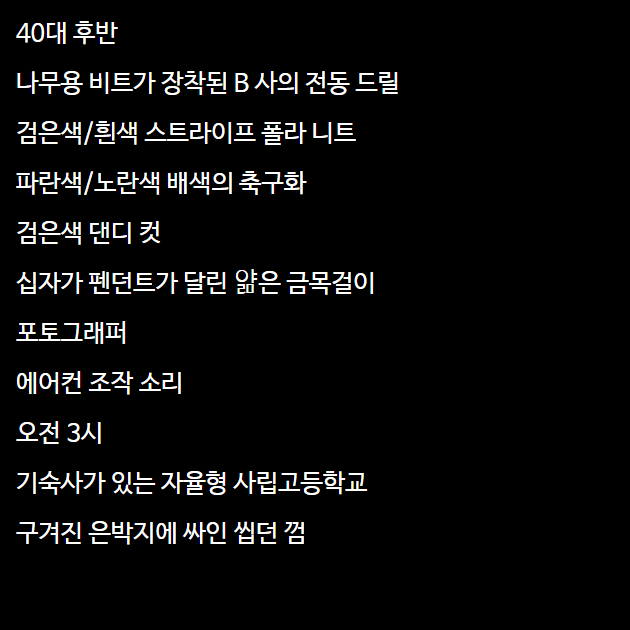 40대 후반
나무용 비트가 장착된 B 사의 전동 드릴
검은색/흰색 스트라이프 폴라 니트
파란색/노란색 배색의 축구화
검은색 댄디 컷
십자가 펜던트가 달린 얆은 금목걸이
포토그래퍼
에어컨 조작 소리
오전 3시
기숙사가 있는 자율형 사립고등학교
구겨진 은박지에 싸인 씹던 껌